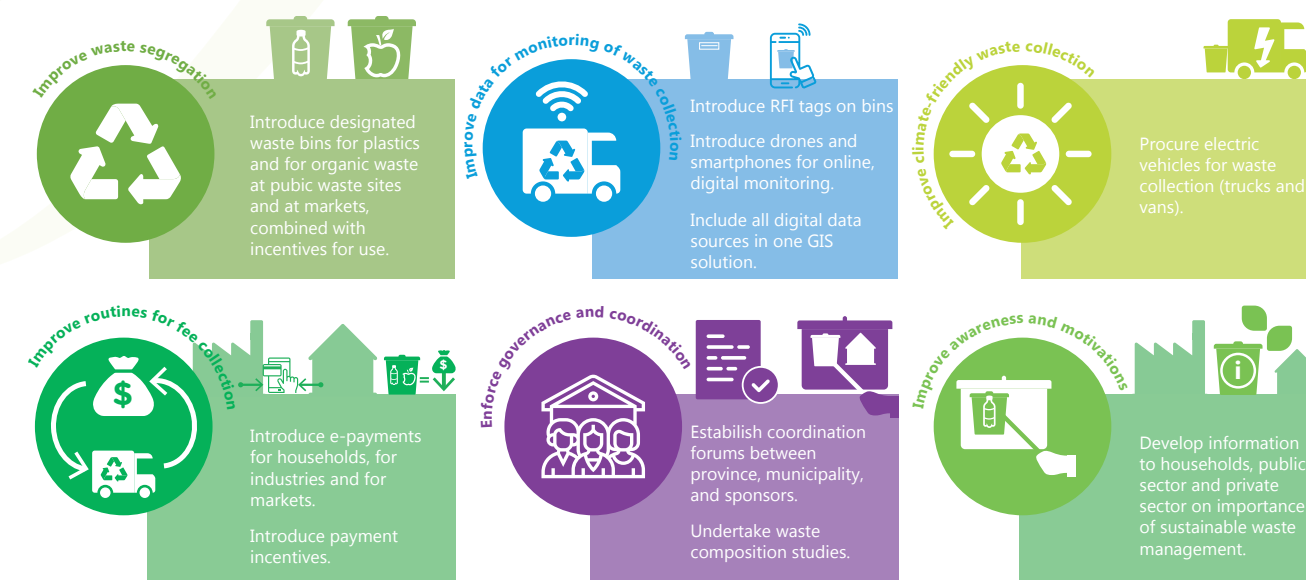 Improve waste segregation
Introduce designated
waste bins for plastics
and for organic waste
at pubic waste sites
and at markets,
combined with
incentives for use.
Improve data for monitoring of waste collection
Introduce RFI tags on bins
Introduce drones and
smartphones for online,
digital monitoring.
Include all digital data
sources in one GIS
solution.
Improve climate-friendly waste collection
Procure electric
vehicles for waste
collection (trucks and
vans).
Improve routines for fee collection
$
$
=
Introduce e-payments
for households, for
industries and for
markets.
Introduce payment
incentives.
Enforce governance and coordination
Estabilish coordination
forums between
province, municipality,
and sponsors.
Undertake waste
composition studies.
Improve awareness and motivations
i
Develop information
to households, public
sector and private
sector on importance
of sustainable waste
management.